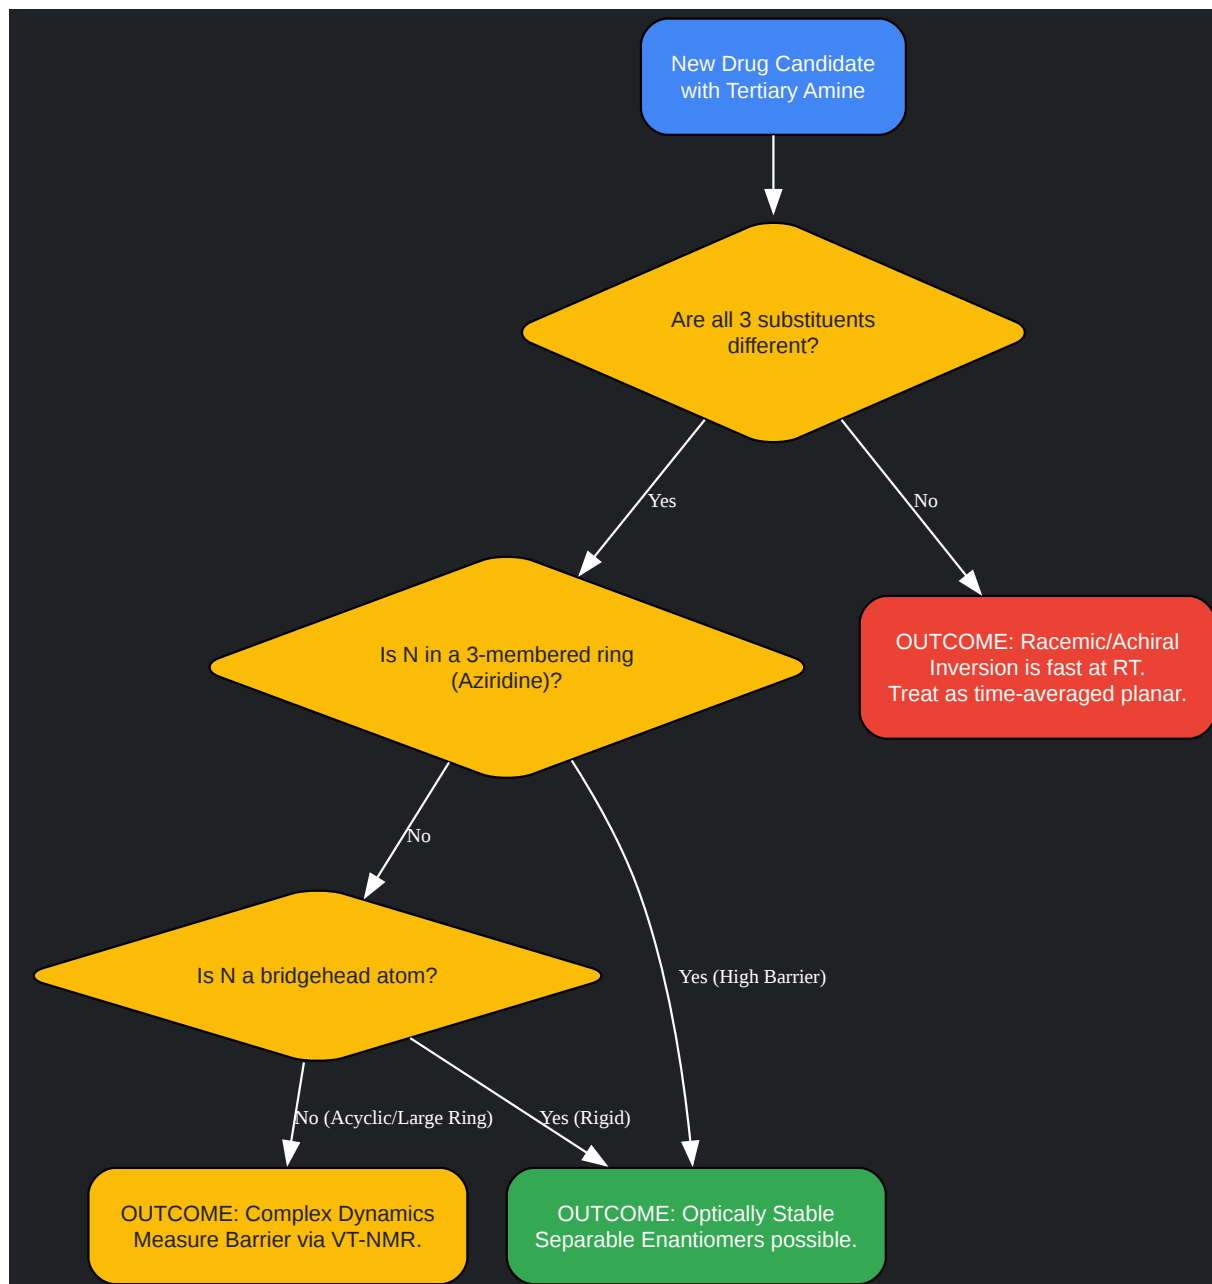 New Drug Candidate
with Tertiary Amine
Are all 3 substituents
different?
Yes
No
Is N in a 3-membered ring
(Aziridine)?
OUTCOME: Racemic/Achiral
Inversion is fast at RT.
Treat as time-averaged planar.
No
Is N a bridgehead atom?
Yes (High Barrier)
No (Acyclic/Large Ring)
Yes (Rigid)
OUTCOME: Complex Dynamics
Measure Barrier via VT-NMR.
OUTCOME: Optically Stable
Separable Enantiomers possible.